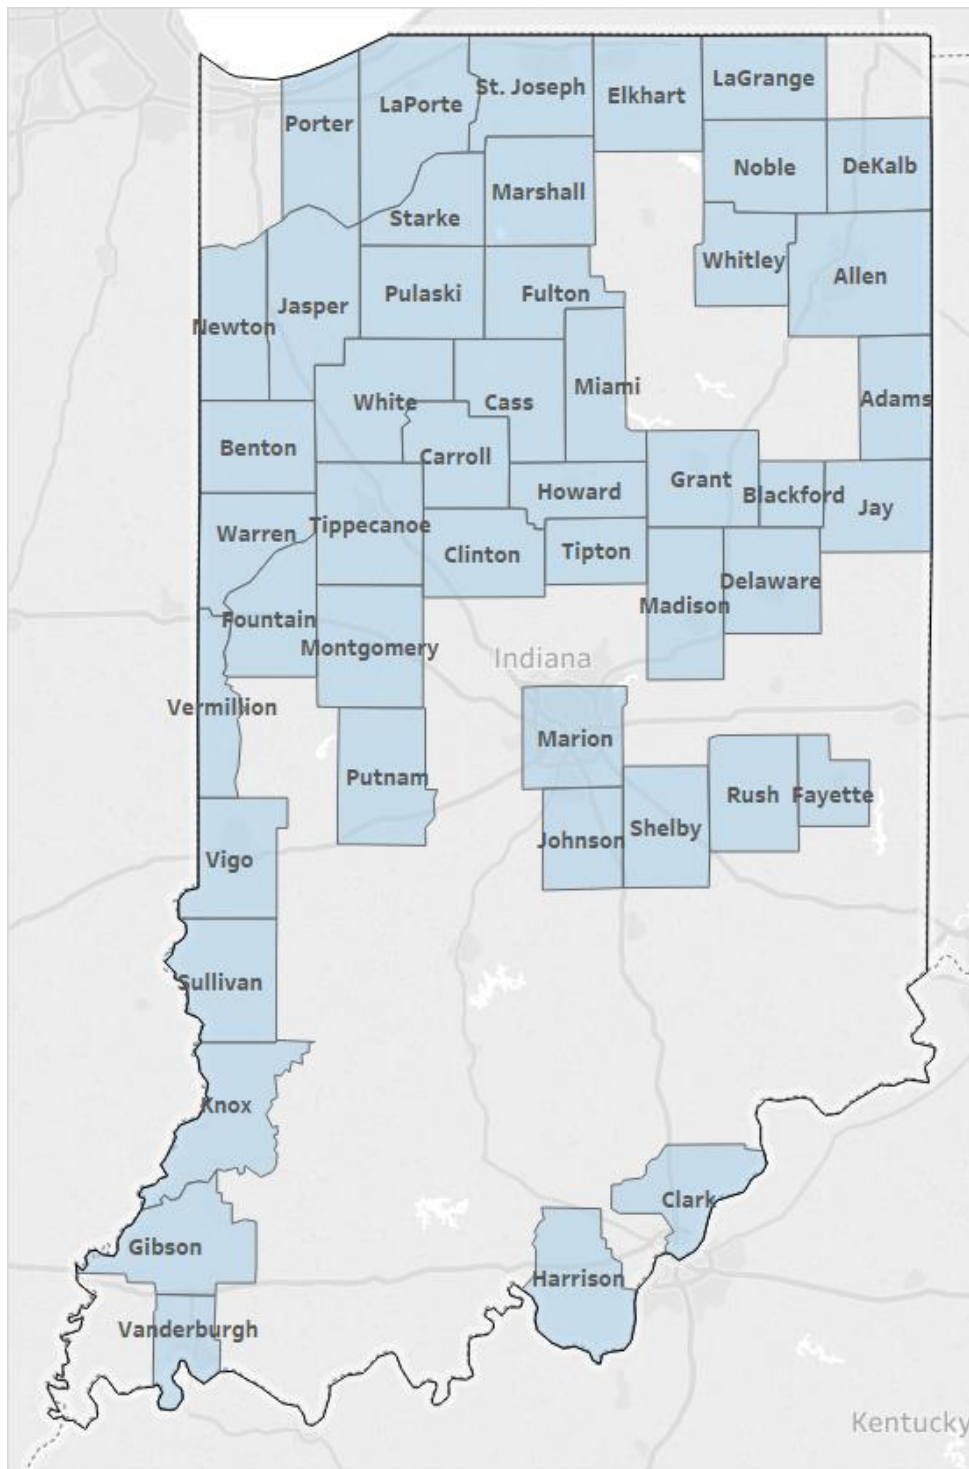 LaGrange
St. Joseph
Elkhart
LaPorte
Porter
Noble
DeKalb
Marshall
Starke
Whitley
Allen
Pulaski
Fulton
Jasper
Newton
Miami
Adams
White
Cass
Benton
Carroll
Grant
Howard
Blackford
Jay
Tippecanoe
Warren
Clinton
Tipton
Delaware
Madison
Fountain
Montgomery
Indiana
Vermillion
Marion
Putnam
Rush
Fayette
Shelby
Johnson
Vigo
Sullivan
Knox
Clark
Gibson
Harrison
Vanderburgh
Kentucky